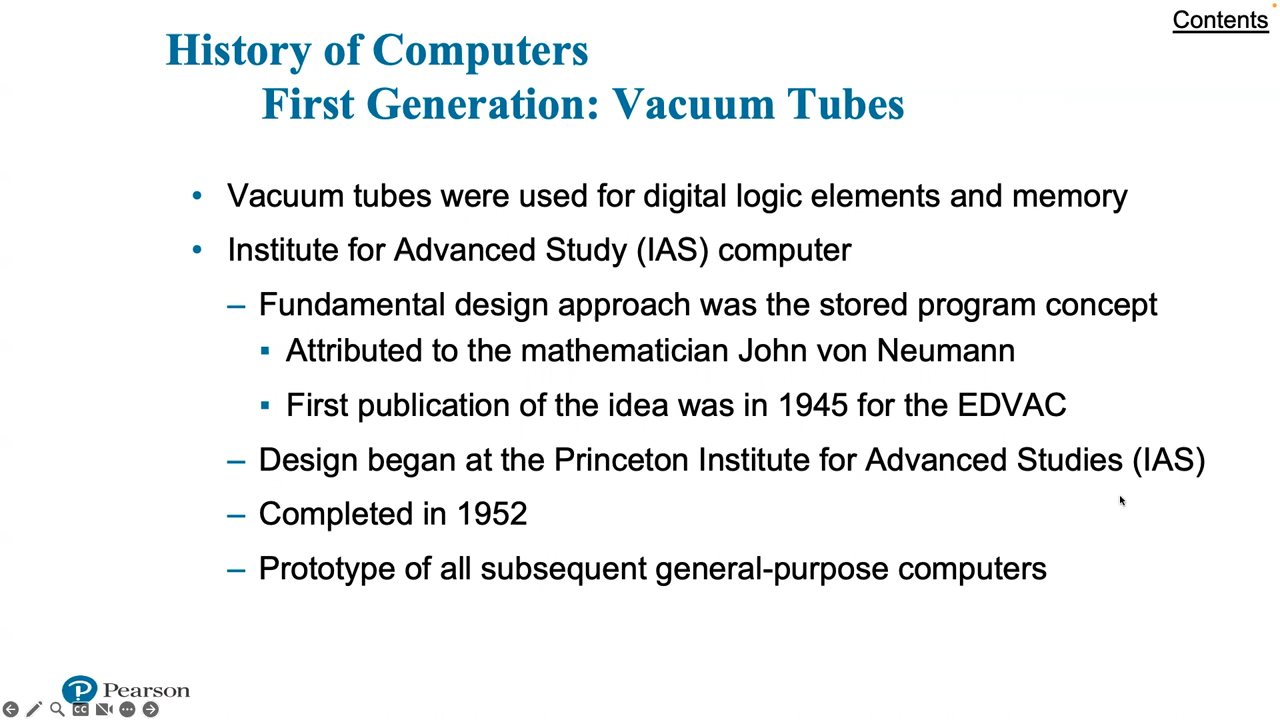 Contents
History of Computers
First Generation: Vacuum Tubes
• Vacuum tubes were used for digital logic elements and memory
• Institute for Advanced Study (IAS) computer
– Fundamental design approach was the stored program concept
▪ Attributed to the mathematician John von Neumann
▪ First publication of the idea was in 1945 for the EDVAC
– Design began at the Princeton Institute for Advanced Studies (IAS)
– Completed in 1952
– Prototype of all subsequent general-purpose computers
P Pearson
CC